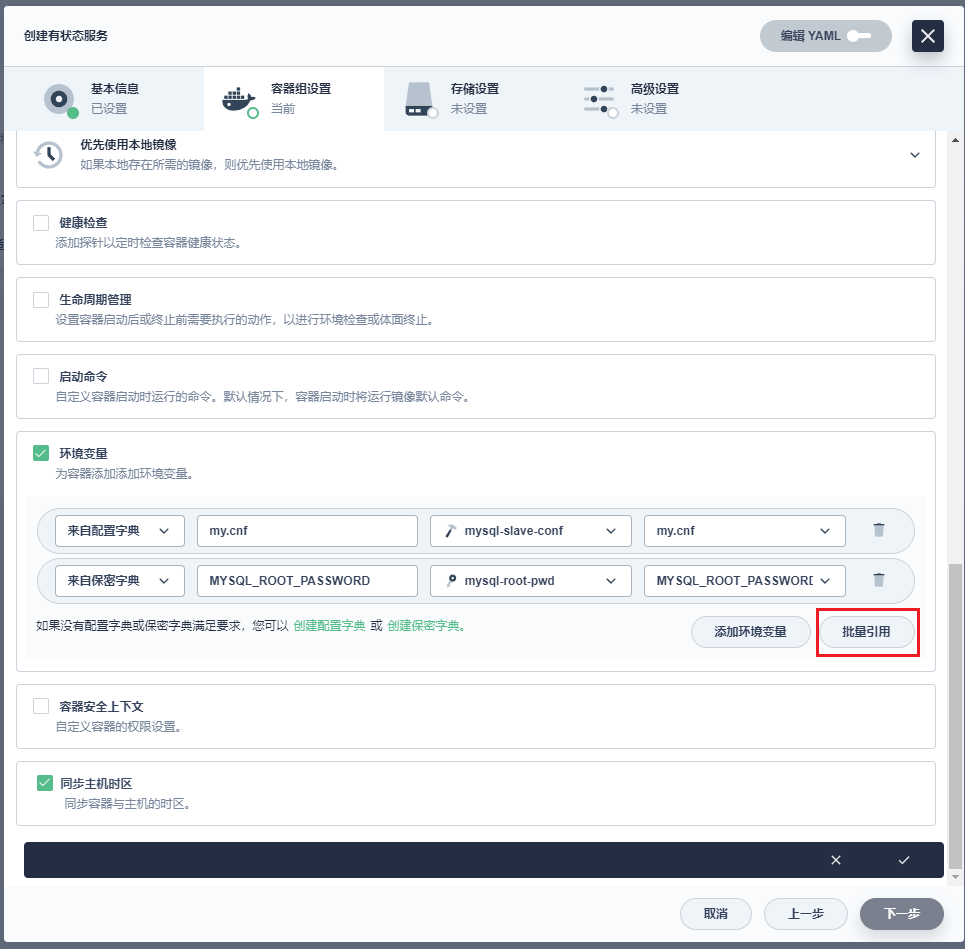 创建有状态服务
编辑 YAML
基本信息
已设置
容器组设置
当前
存储设置
未设置
高级设置
未设置
优先使用本地镜像
如果本地存在所需的镜像，则优先使用本地镜像。
健康检查
添加探针以定时检查容器健康状态。
生命周期管理
设置容器启动后或终止前需要执行的动作，以进行环境检查或体面终止。
启动命令
自定义容器启动时运行的命令。默认情况下，容器启动时将运行镜像默认命令。
环境变量
为容器添加添加环境变量。
来自配置字典 my.cnf mysql-slave-conf my.cnf
来自保密字典 MYSQL_ROOT_PASSWORD mysql-root-pwd MYSQL_ROOT_PASSWORD
如果没有配置字典或保密字典满足要求，您可以 创建配置字典 或 创建保密字典。
添加环境变量 批量引用
容器安全上下文
自定义容器的权限设置。
同步主机时区
同步容器与主机的时区。
取消 上一步 下一步